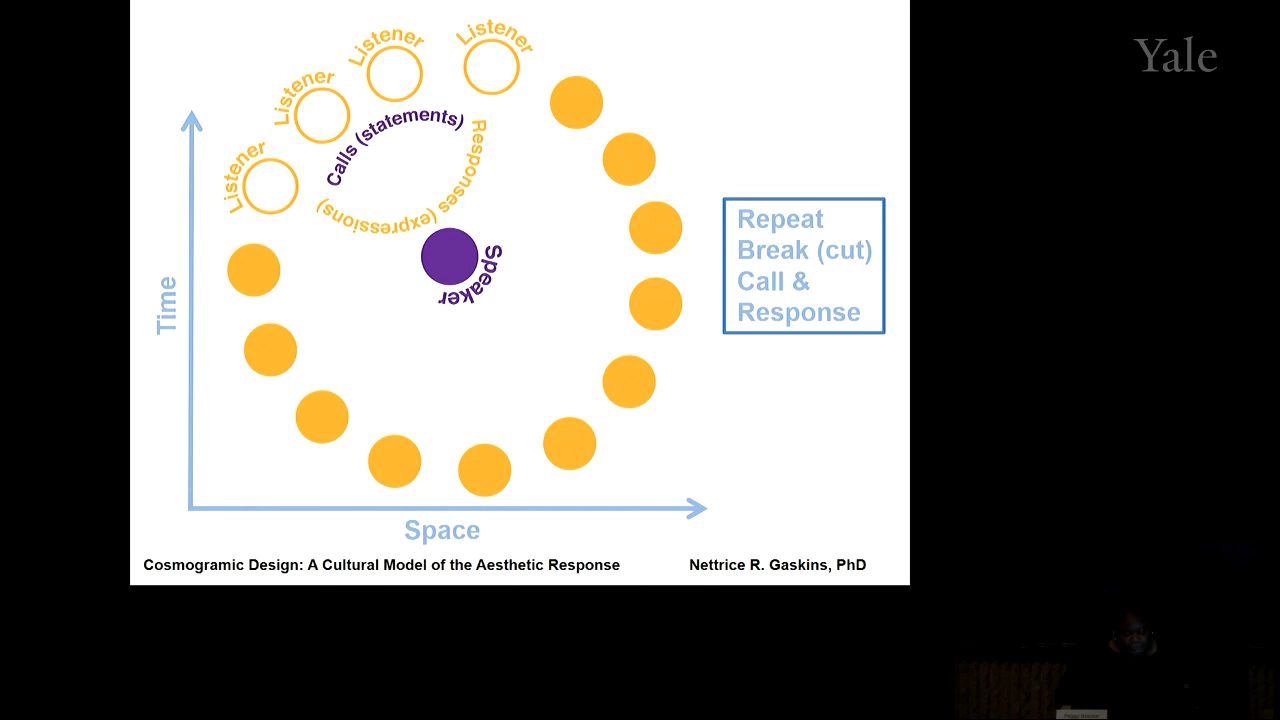 Yale
Listener
Listener
Listener
Listener
Calls (statements)
Responses (expressions)
Speaker
Time
Space
Repeat
Break (cut)
Call &
Response
Cosmogramic Design: A Cultural Model of the Aesthetic Response
Nettrice R. Gaskins, PhD